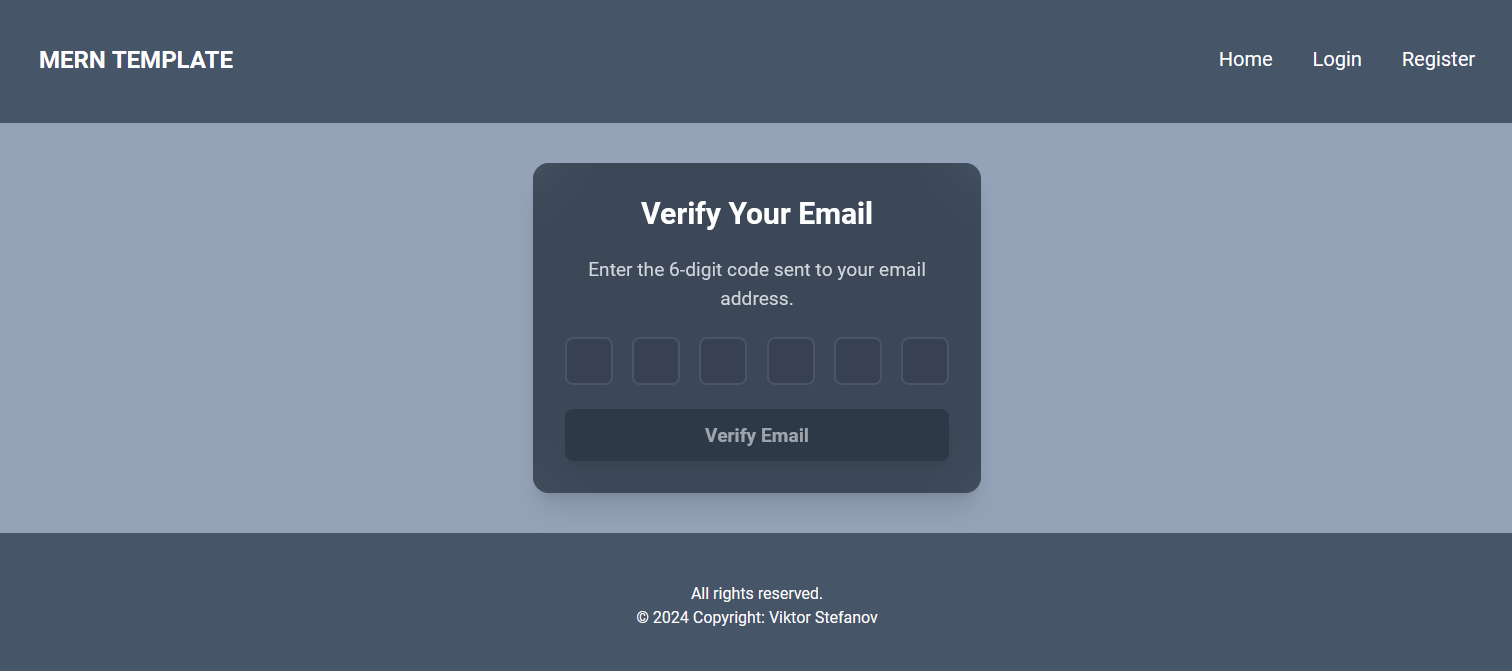 MERN TEMPLATE
Home Login Register
Verify Your Email
Enter the 6-digit code sent to your email
address.
Verify Email
All rights reserved.
© 2024 Copyright: Viktor Stefanov